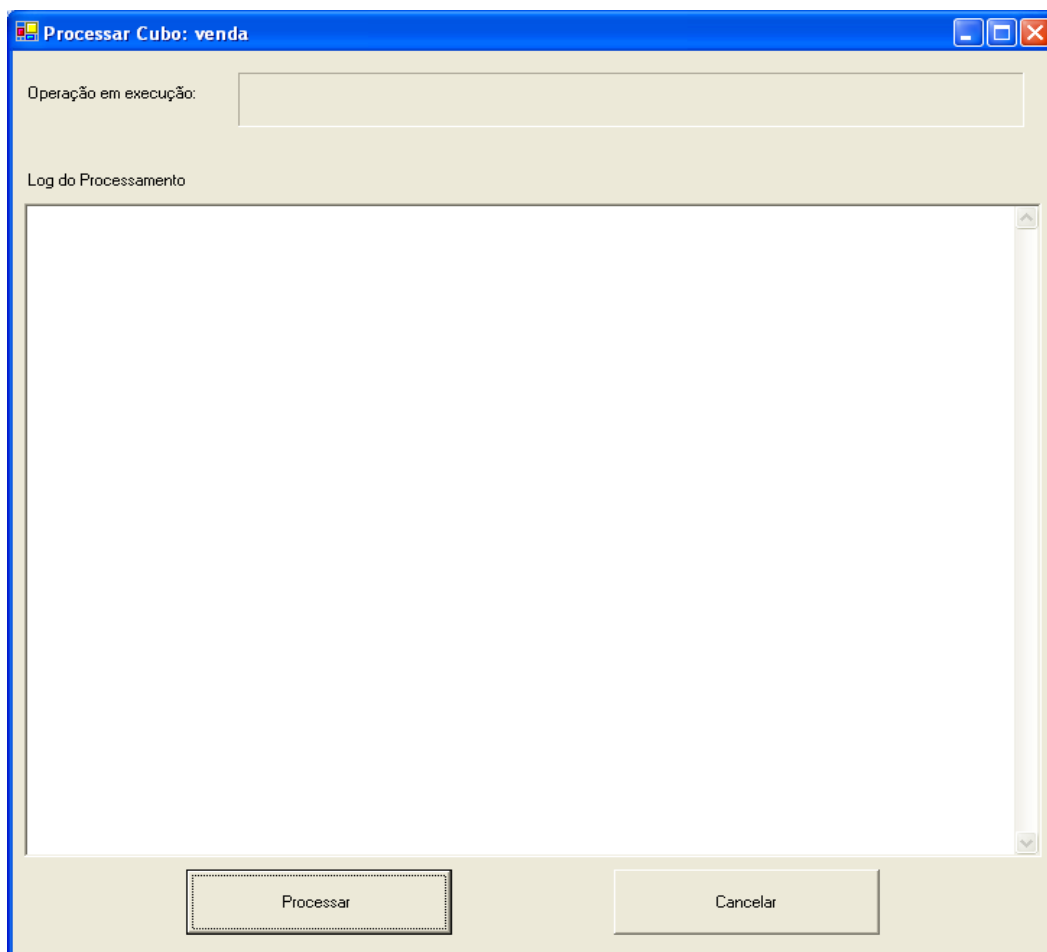 Processar Cubo: venda
Operação em execução:
Log do Processamento
Processar
Cancelar